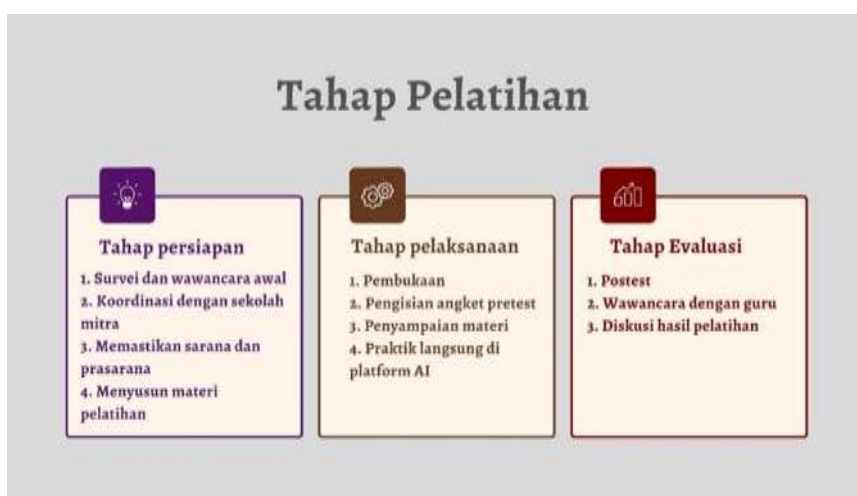 Tahap Pelatihan
Tahap persiapan
1. Survei dan wawancara awal
2. Koordinasi dengan sekolah
mitra
3. Memastikan sarana dan
prasarana
4. Menyusun materi
pelatihan
Tahap pelaksanaan
1. Pembukaan
2. Pengisian angket pretest
3. Penyampaian materi
4. Praktik langsung di
platform AI
Tahap Evaluasi
1. Postest
2. Wawancara dengan guru
3. Diskusi hasil pelatihan